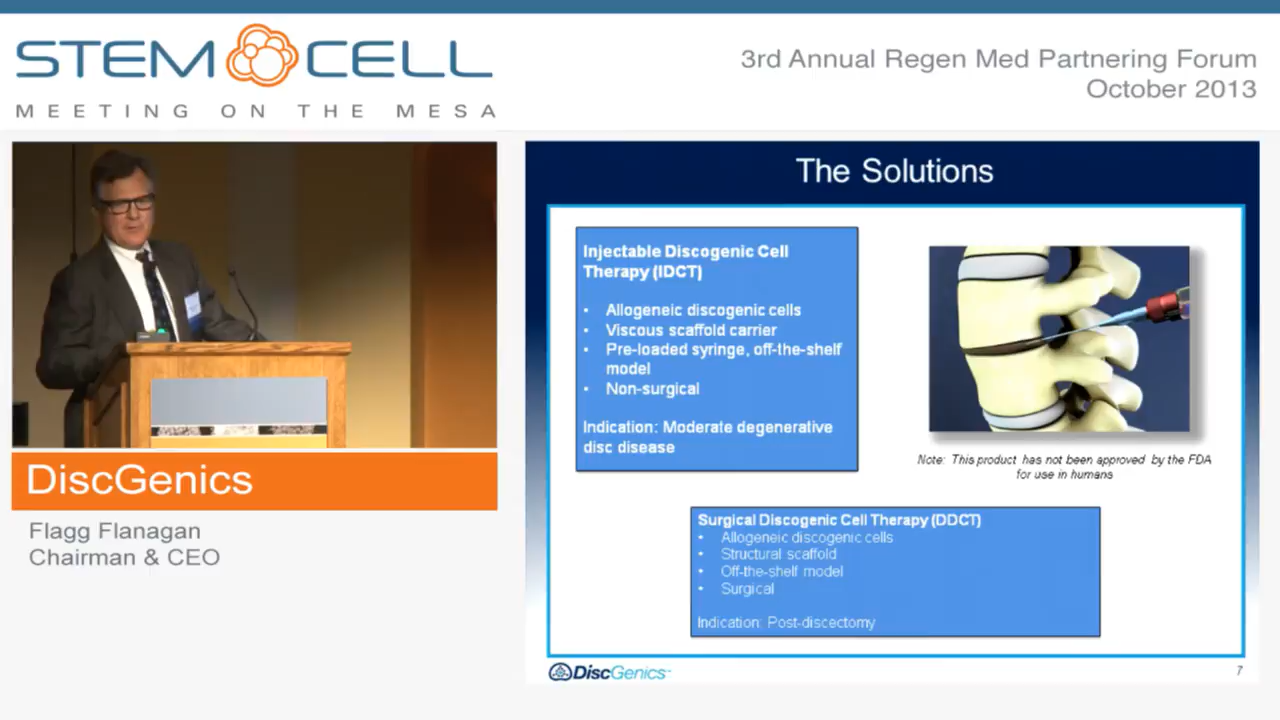 STEM CELL
MEETING ON THE MESA
3rd Annual Regen Med Partnering Forum
October 2013
The Solutions
Injectable Discogenic Cell
Therapy (IDCT)
• Allogeneic discogenic cells
• Viscous scaffold carrier
• Pre-loaded syringe, off-the-shelf
model
• Non-surgical
Indication: Moderate degenerative
disc disease
Note: This product has not been approved by the FDA
for use in humans
Surgical Discogenic Cell Therapy (DDCT)
• Allogeneic discogenic cells
• Structural scaffold
• Off-the-shelf model
• Surgical
Indication: Post-discectomy
DiscGenics
7
DiscGenics
Flagg Flanagan
Chairman & CEO